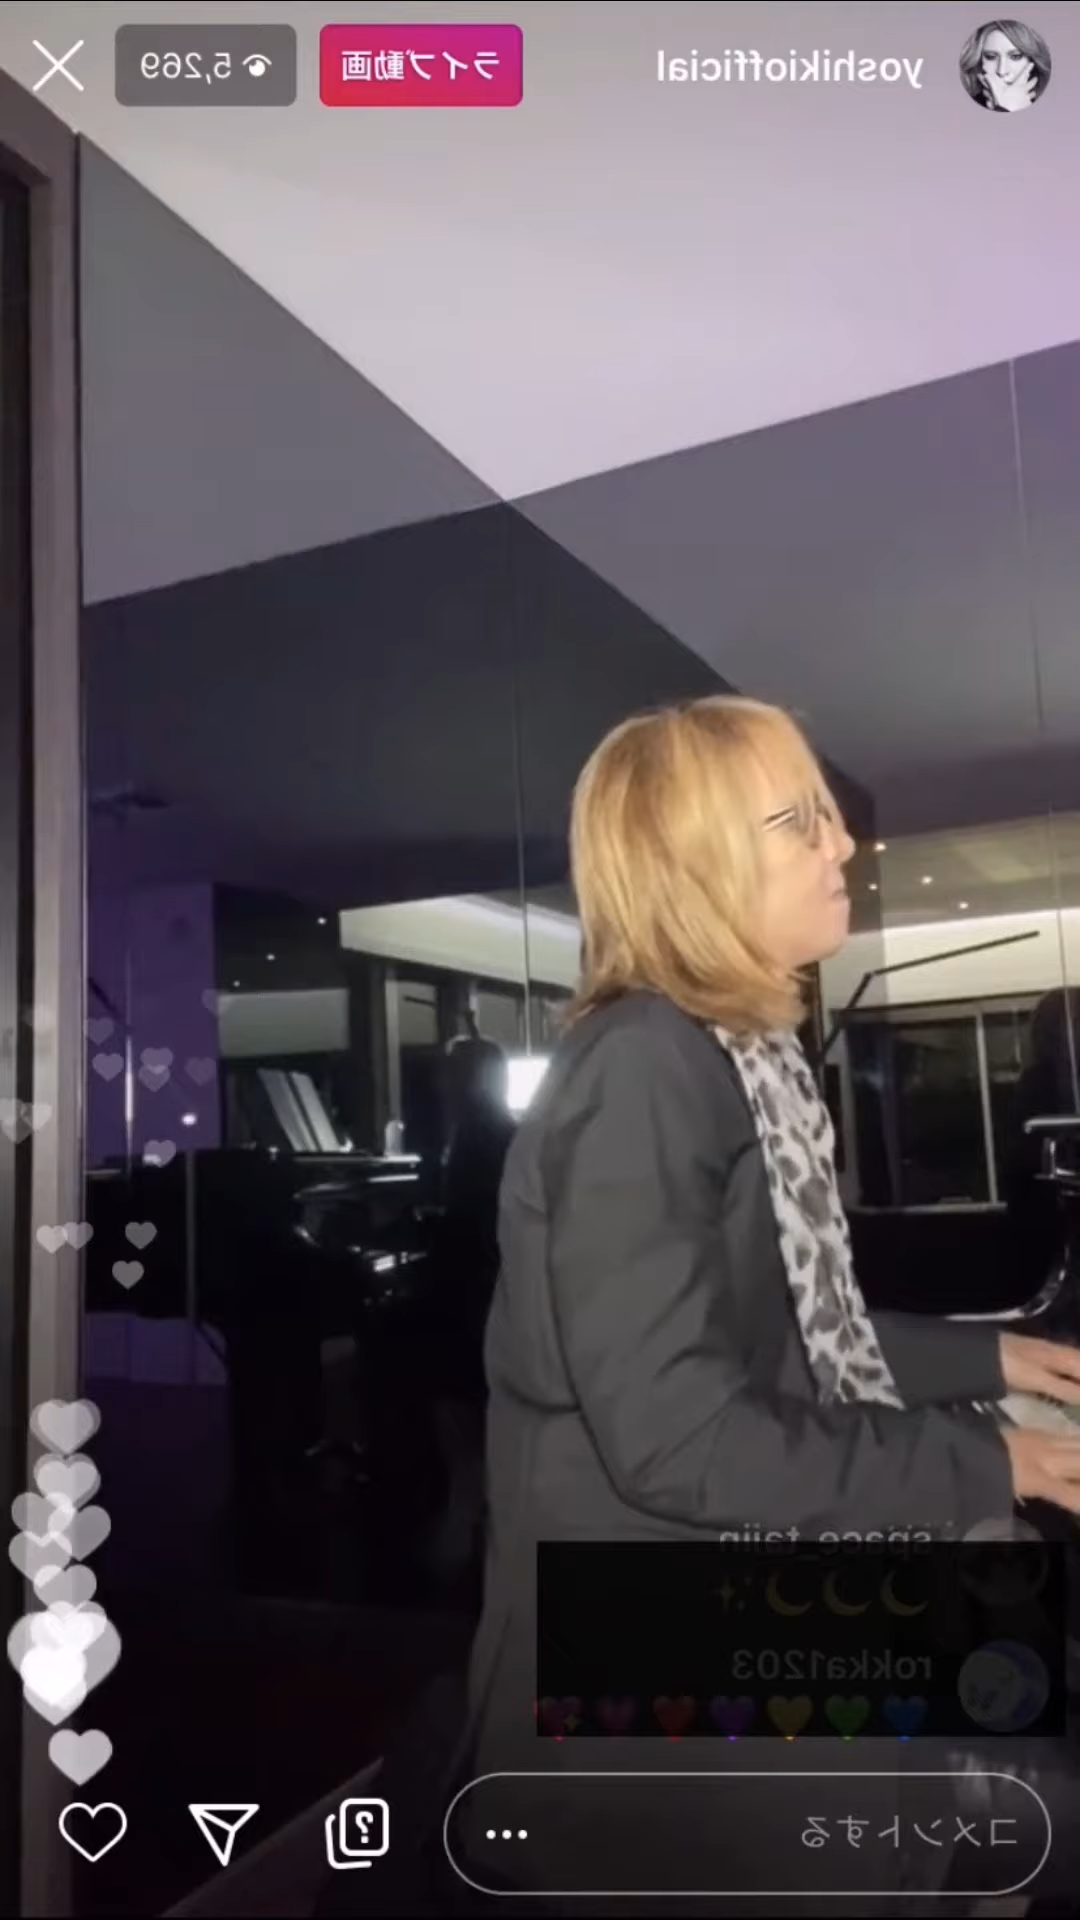 yoshikiofficial
ライブ動画
5,269
space_taiin
🌙🌙🌙✨
rokka1203
💙💚💛💜❤️💗💖
コメントする